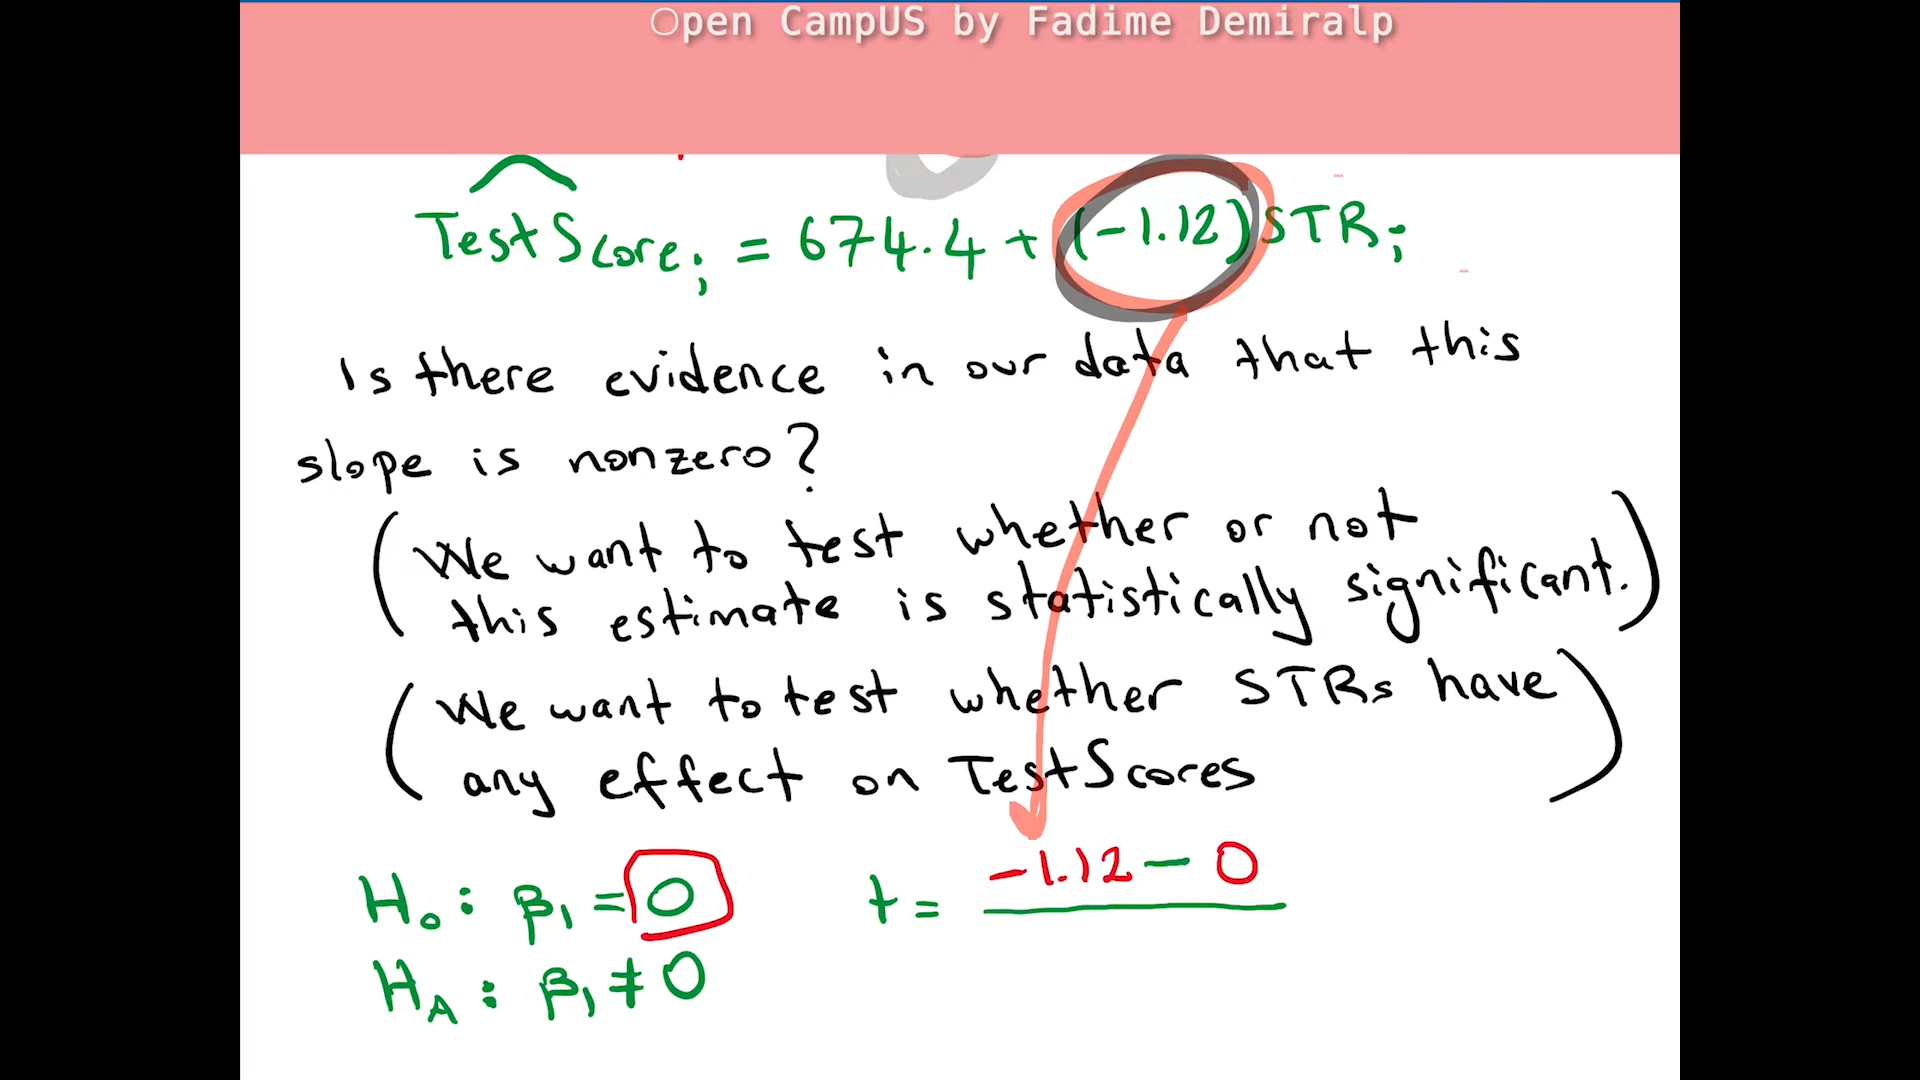 Open CampUS by Fadime Demiralp
TestScoreᵢ = 674.4 + (-1.12)STRᵢ
Is there evidence in our data that this
slope is nonzero?
(We want to test whether or not
this estimate is statistically significant.)
(We want to test whether STRs have
any effect on TestScores)
H₀: β₁ = 0
t = -1.12 - 0
H_A: β₁ ≠ 0